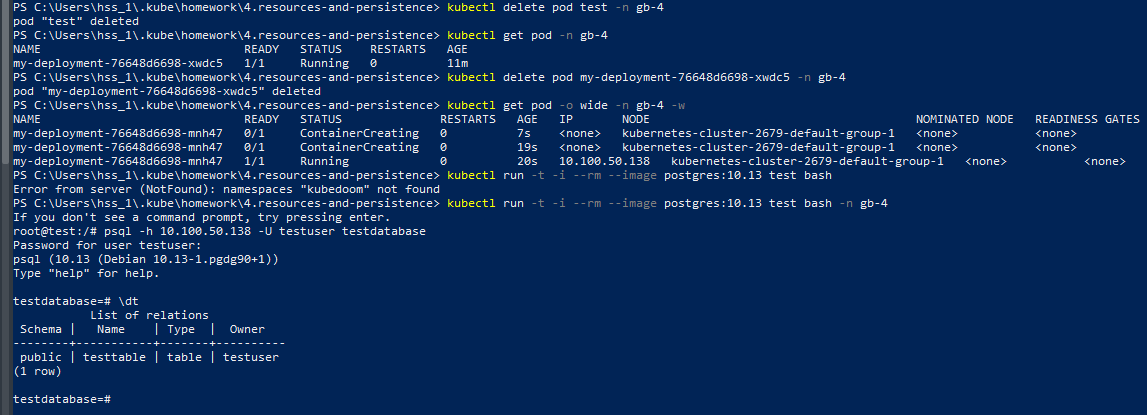 PS C:\Users\hss_1\.kube\homework\4.resources-and-persistence> kubectl delete pod test -n gb-4
pod "test" deleted
PS C:\Users\hss_1\.kube\homework\4.resources-and-persistence> kubectl get pod -n gb-4
NAME                             READY   STATUS    RESTARTS   AGE
my-deployment-76648d6698-xwdc5   1/1     Running   0          11m
PS C:\Users\hss_1\.kube\homework\4.resources-and-persistence> kubectl delete pod my-deployment-76648d6698-xwdc5 -n gb-4
pod "my-deployment-76648d6698-xwdc5" deleted
PS C:\Users\hss_1\.kube\homework\4.resources-and-persistence> kubectl get pod -o wide -n gb-4 -w
NAME                             READY   STATUS              RESTARTS   AGE   IP       NODE                                      NOMINATED NODE   READINESS GATES
my-deployment-76648d6698-mnh47   0/1     ContainerCreating   0          7s    <none>   kubernetes-cluster-2679-default-group-1   <none>           <none>
my-deployment-76648d6698-mnh47   0/1     ContainerCreating   0          19s   <none>   kubernetes-cluster-2679-default-group-1   <none>           <none>
my-deployment-76648d6698-mnh47   1/1     Running             0          20s   10.100.50.138   kubernetes-cluster-2679-default-group-1   <none>           <none>
PS C:\Users\hss_1\.kube\homework\4.resources-and-persistence> kubectl run -t -i --rm --image postgres:10.13 test bash
Error from server (NotFound): namespaces "kubedoom" not found
PS C:\Users\hss_1\.kube\homework\4.resources-and-persistence> kubectl run -t -i --rm --image postgres:10.13 test bash -n gb-4
If you don't see a command prompt, try pressing enter.
root@test:/# psql -h 10.100.50.138 -U testuser testdatabase
Password for user testuser:
psql (10.13 (Debian 10.13-1.pgdg90+1))
Type "help" for help.
testdatabase=# \dt
List of relations
Schema |   Name    | Type  |  Owner
--------+-----------+-------+----------
public | testtable | table | testuser
(1 row)
testdatabase=#